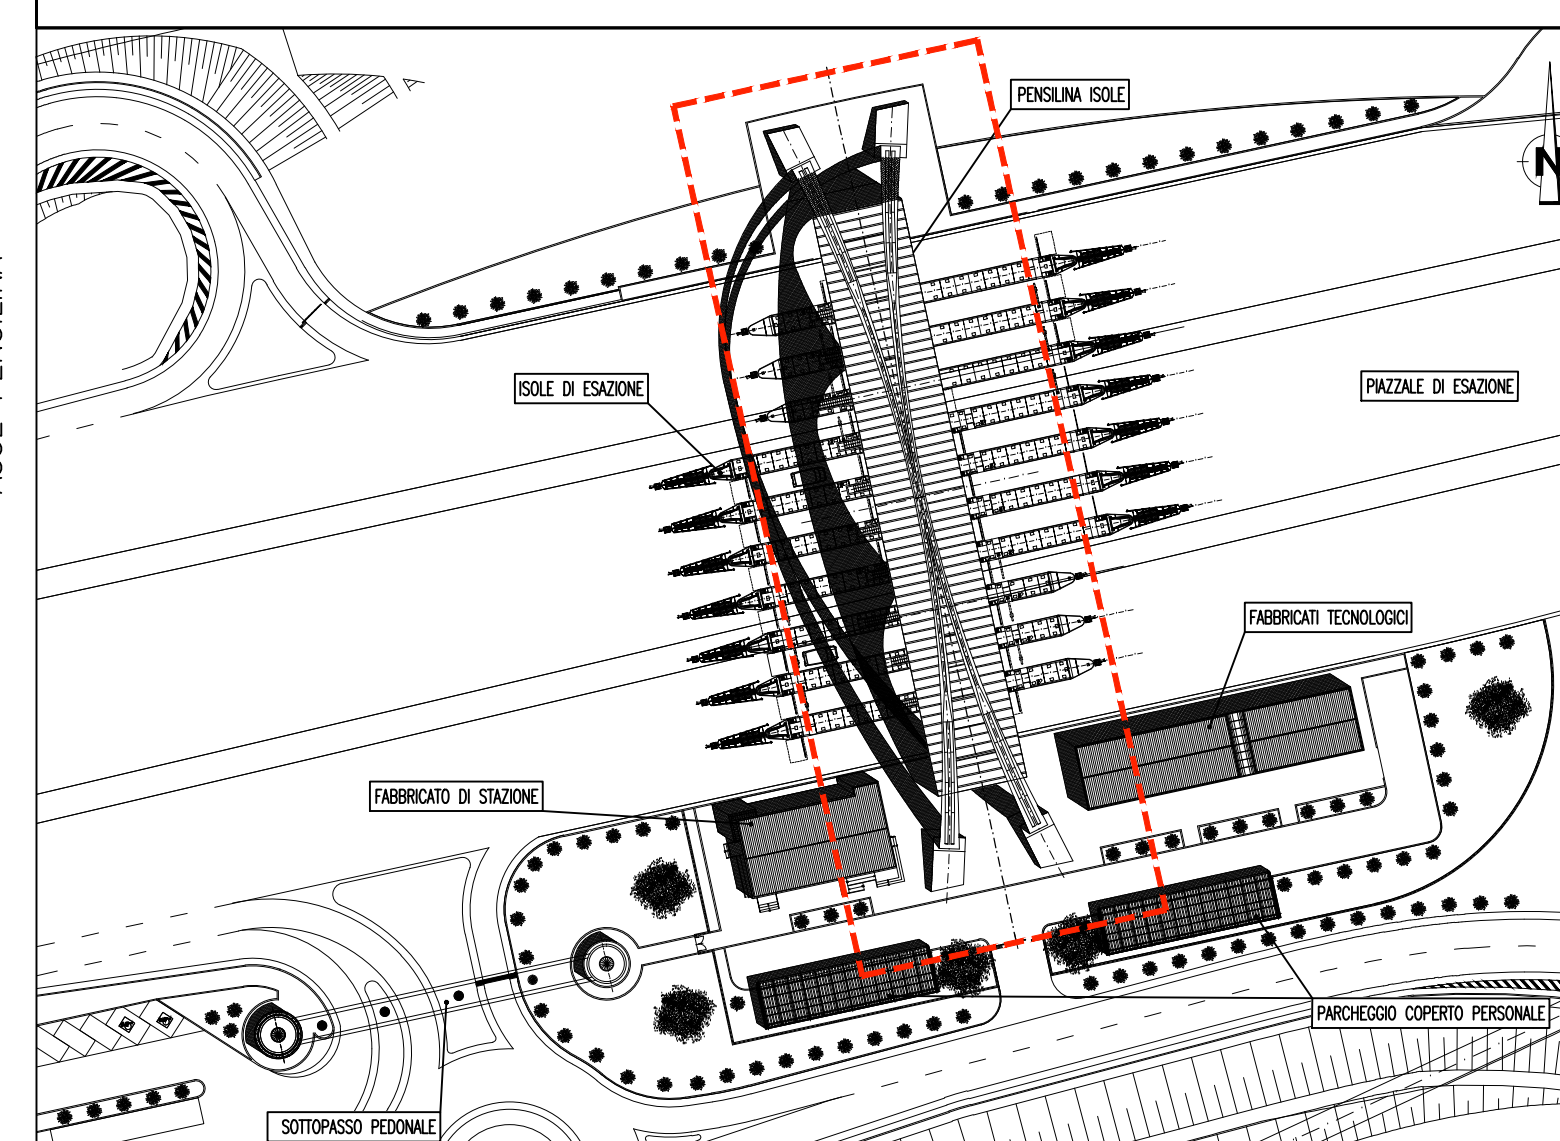 PENSILINA ISOLE
N
ISOLE DI ESAZIONE
PIAZZALE DI ESAZIONE
FABBRICATI TECNOLOGICI
FABBRICATO DI STAZIONE
PARCHEGGIO COPERTO PERSONALE
SOTTOPASSO PEDONALE